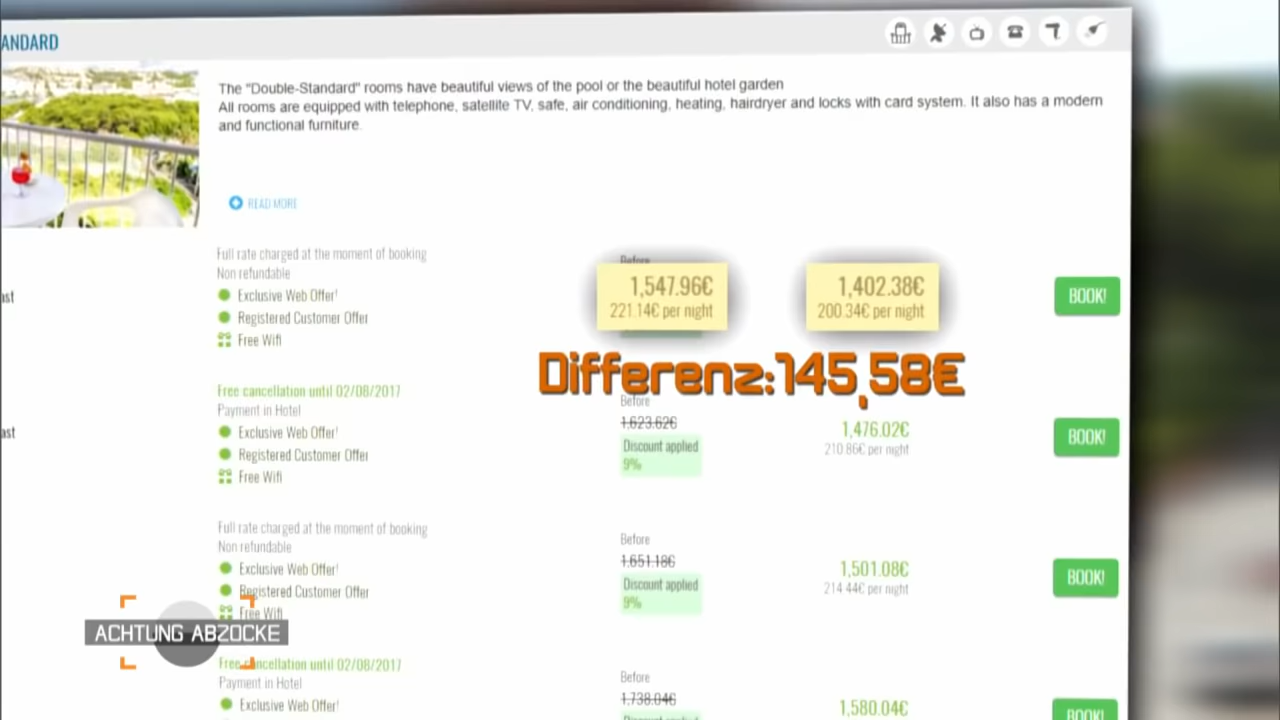 ANDARD
The "Double-Standard" rooms have beautiful views of the pool or the beautiful hotel garden
All rooms are equipped with telephone, satellite TV, safe, air conditioning, heating, hairdryer and locks with card system. It also has a modern
and functional furniture.
READ MORE
Full rate charged at the moment of booking
Non refundable
ast
Exclusive Web Offer!
Registered Customer Offer
Free Wifi
Before
1,547.96€
221.14€ per night
1,402.38€
200.34€ per night
BOOK!
Differenz:145,58€
Free cancellation until 02/08/2017
Payment in Hotel
ast
Exclusive Web Offer!
Registered Customer Offer
Free Wifi
Before
1,623.62€
Discount applied
9%
1,476.02€
210.86€ per night
BOOK!
Full rate charged at the moment of booking
Non refundable
Exclusive Web Offer!
Registered Customer Offer
Free Wifi
Before
1,651.18€
Discount applied
9%
1,501.08€
214.44€ per night
BOOK!
ACHTUNG ABZOCKE
Free cancellation until 02/08/2017
Payment in Hotel
Exclusive Web Offer!
Before
1,738.04€
Discount applied
1,580.04€
BOOK!